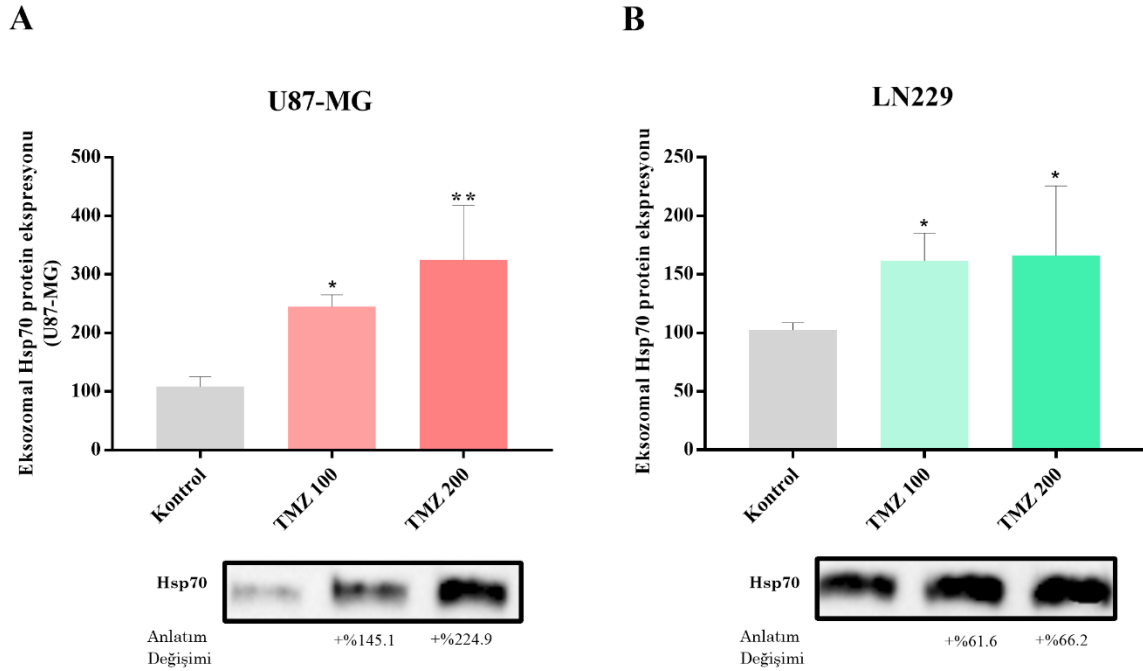 A
U87-MG
Eksozomal Hsp70 protein ekspresyonu
(U87-MG)
500
400
300
200
100
0
*
**
Kontrol
TMZ 100
TMZ 200
Hsp70
Anlatım
Değişimi
+%145.1
+%224.9
B
LN229
Eksozomal Hsp70 protein ekspresyonu
250
200
150
100
50
0
*
*
Kontrol
TMZ 100
TMZ 200
Hsp70
Anlatım
Değişimi
+%61.6
+%66.2